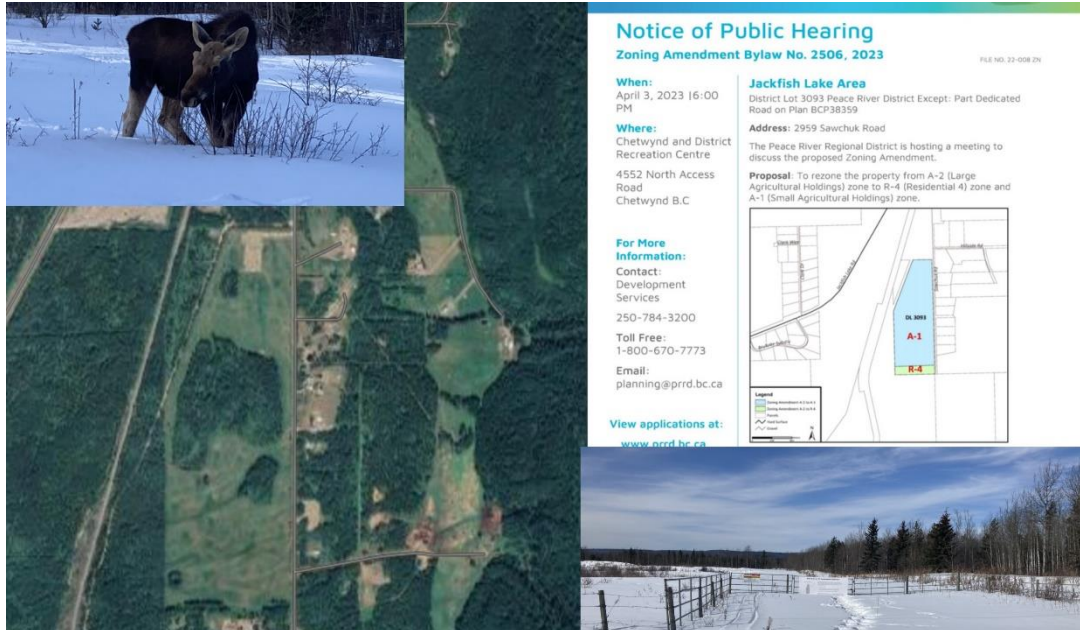 Notice of Public Hearing
Zoning Amendment Bylaw No. 2506, 2023
FILE NO. 22-008 ZN
When:
April 3, 2023 |6:00
PM
Where:
Chetwynd and District
Recreation Centre
4552 North Access
Road
Chetwynd B.C
For More
Information:
Contact:
Development
Services
250-784-3200
Toll Free:
1-800-670-7773
Email:
planning@prrd.bc.ca
View applications at:
www.prrd.bc.ca
Jackfish Lake Area
District Lot 3093 Peace River District Except: Part Dedicated
Road on Plan BCP38359
Address: 2959 Sawchuk Road
The Peace River Regional District is hosting a meeting to
discuss the proposed Zoning Amendment.
Proposal: To rezone the property from A-2 (Large
Agricultural Holdings) zone to R-4 (Residential 4) zone and
A-1 (Small Agricultural Holdings) zone.
DL 3093
A-1
R-4
Legend